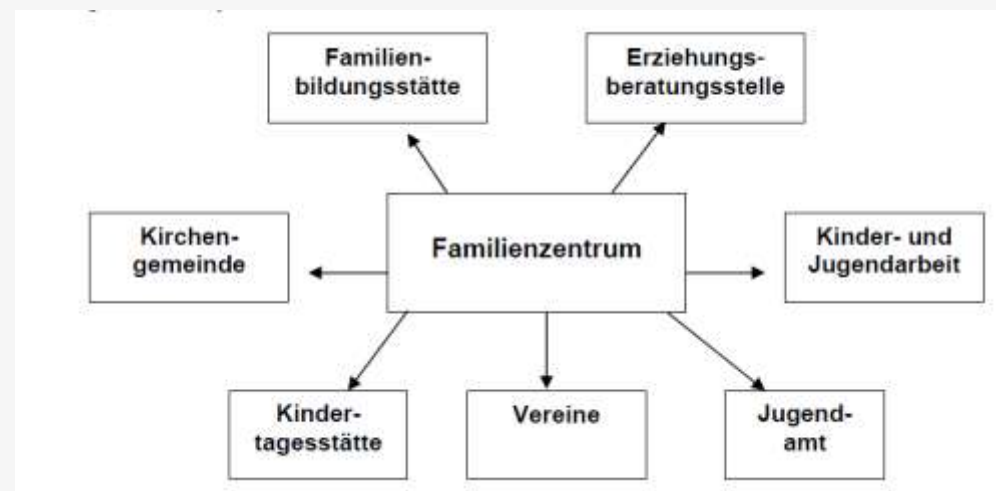 Familien-
bildungsstätte
Erziehungs-
beratungsstelle
Kirchen-
gemeinde
Familienzentrum
Kinder- und
Jugendarbeit
Kinder-
tagesstätte
Vereine
Jugend-
amt